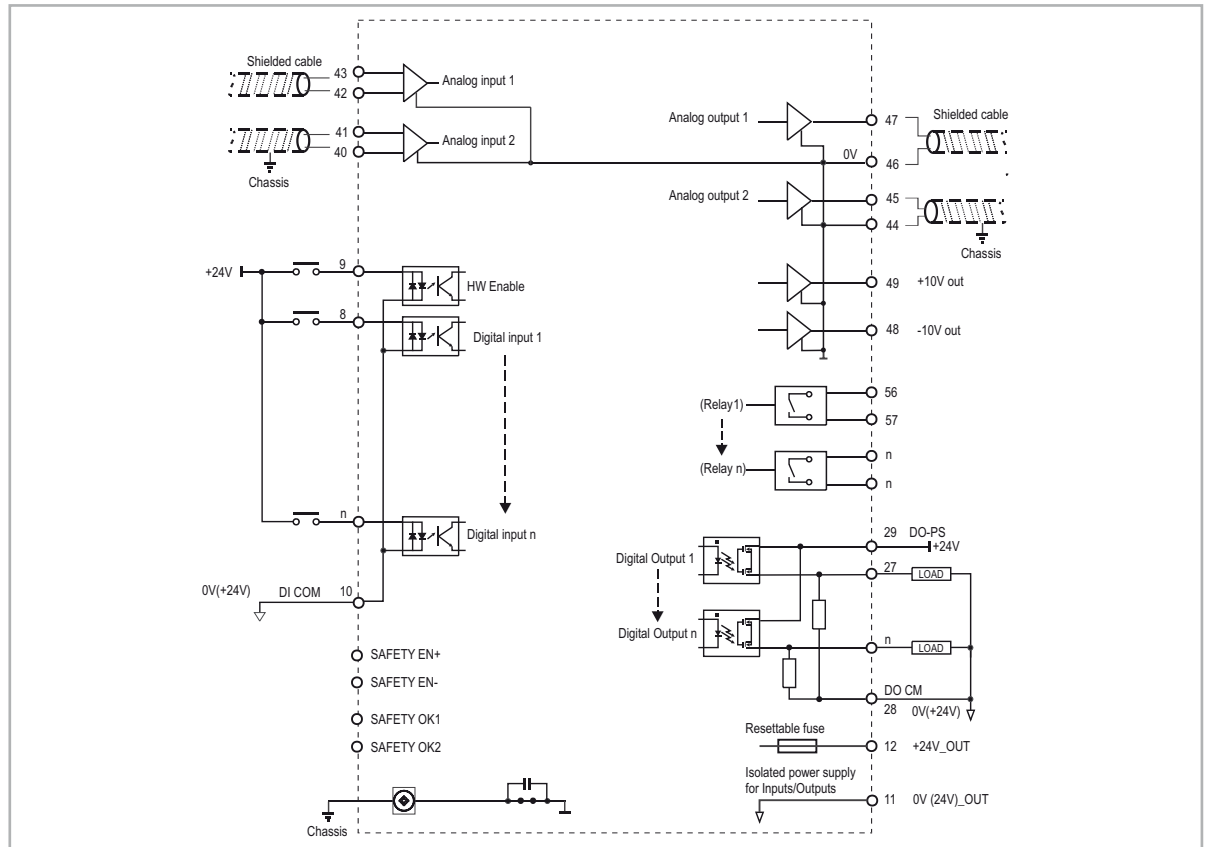 Shielded cable
43
42
Analog input 1
41
40
Analog input 2
Chassis
Analog output 1
47
Shielded cable
0V
46
Analog output 2
45
44
Chassis
+24V
9
HW Enable
49 +10V out
8
Digital input 1
48 -10V out
(Relay1)
56
57
(Relay n)
n
n
n
Digital input n
29 DO-PS
+24V
Digital Output 1
27
LOAD
0V(+24V) DI COM 10
Digital Output n
n
LOAD
SAFETY EN+
SAFETY EN-
DO CM
28 0V(+24V)
SAFETY OK1
SAFETY OK2
Resettable fuse
12 +24V_OUT
Isolated power supply
for Inputs/Outputs
11 0V (24V)_OUT
Chassis